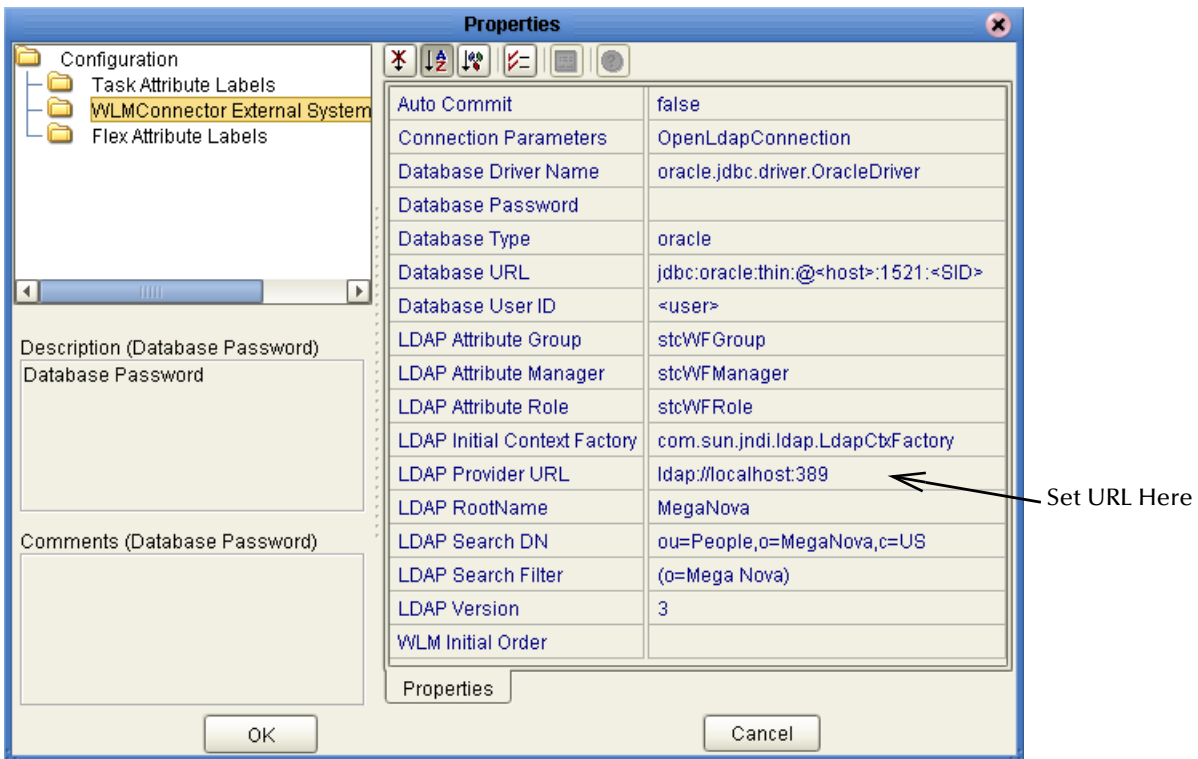 Properties
Configuration
Task Attribute Labels
WLMConnector External System
Flex Attribute Labels
Description (Database Password)
Database Password
Comments (Database Password)
Auto Commit false
Connection Parameters OpenLdapConnection
Database Driver Name oracle.jdbc.driver.OracleDriver
Database Password
Database Type oracle
Database URL jdbc:oracle:thin:@<host>:1521:<SID>
Database User ID <user>
LDAP Attribute Group stcWFGroup
LDAP Attribute Manager stcWFManager
LDAP Attribute Role stcWFRole
LDAP Initial Context Factory com.sun.jndi.ldap.LdapCtxFactory
LDAP Provider URL ldap://localhost:389
LDAP RootName MegaNova
LDAP Search DN ou=People,o=MegaNova,c=US
LDAP Search Filter (o=Mega Nova)
LDAP Version 3
WLM Initial Order
Set URL Here
Properties
OK
Cancel